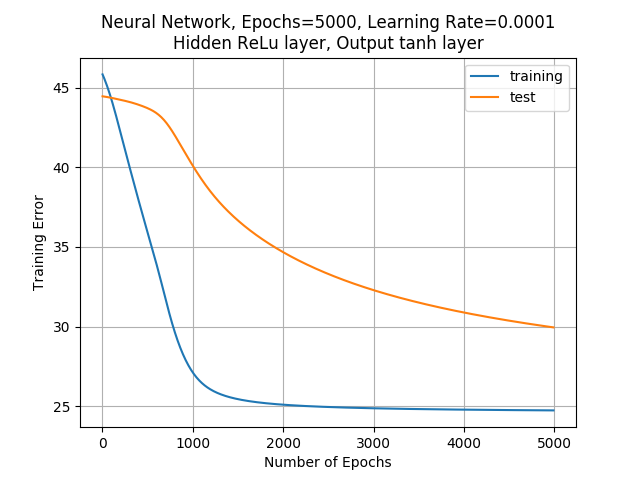 Neural Network, Epochs=5000, Learning Rate=0.0001
Hidden ReLu layer, Output tanh layer
training
test
45
40
35
30
25
Training Error
0 1000 2000 3000 4000 5000
Number of Epochs